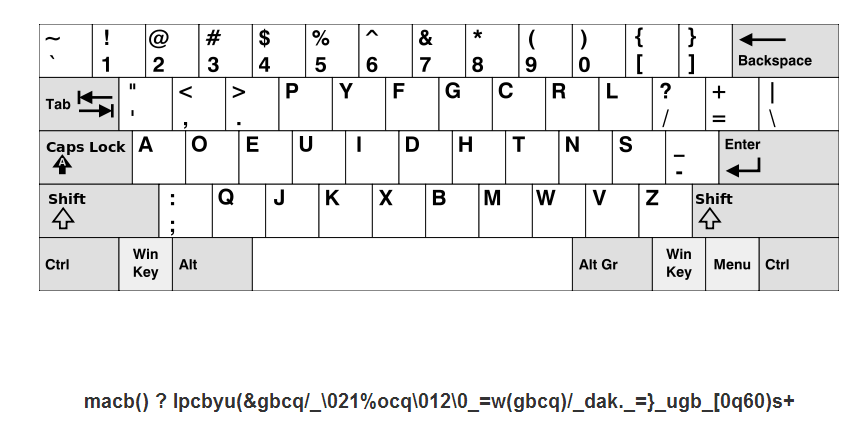 ~ ! @ # $ % ^ & * ( ) { }
` 1 2 3 4 5 6 7 8 9 0 [ ] Backspace
Tab " < > P Y F G C R L ? + |
' , . / = \
Caps Lock A O E U I D H T N S _ Enter
A -
Shift : Q J K X B M W V Z Shift
;
Ctrl Win Key Alt Alt Gr Win Key Menu Ctrl
macb() ? lpcbyu(&gbcq/_\021%ocq\012\0_=w(gbcq)/_dak._=}_ugb_[0q60)s+